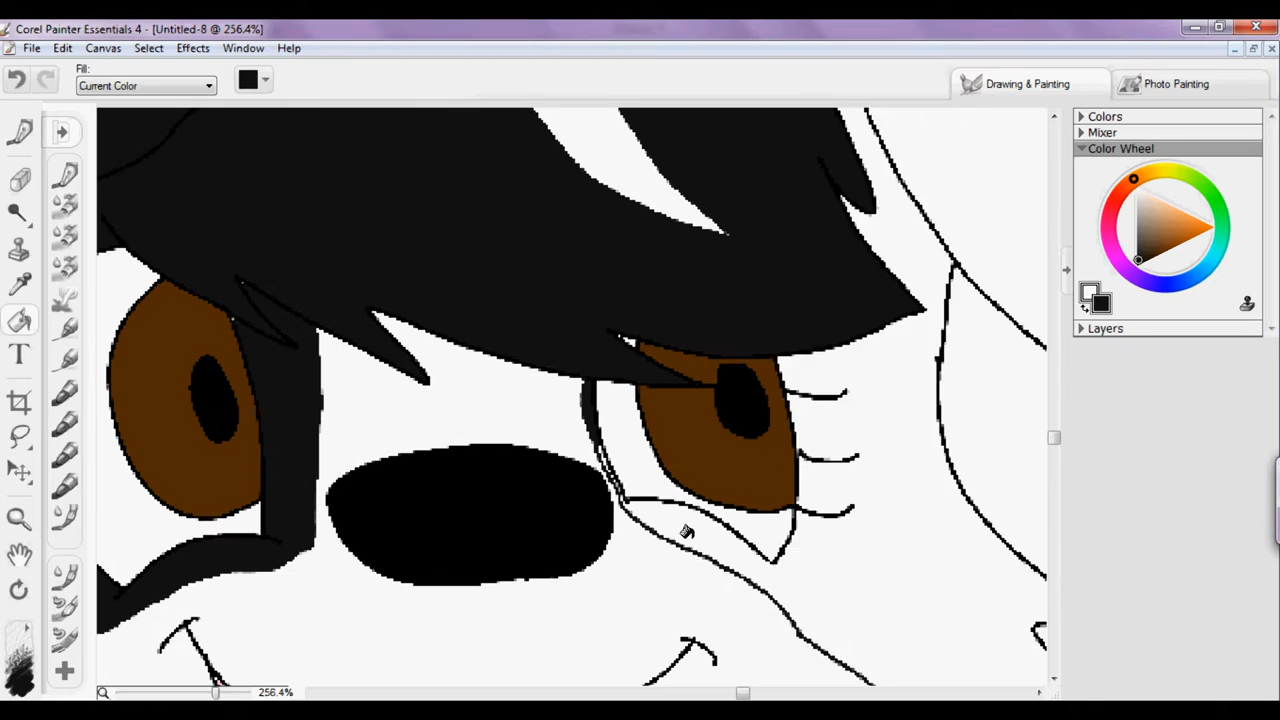 Corel Painter Essentials 4 - [Untitled-8 @ 256.4%]
File Edit Canvas Select Effects Window Help
Fill:
Current Color
Drawing & Painting
Photo Painting
Colors
Mixer
Color Wheel
Layers
T
256.4%